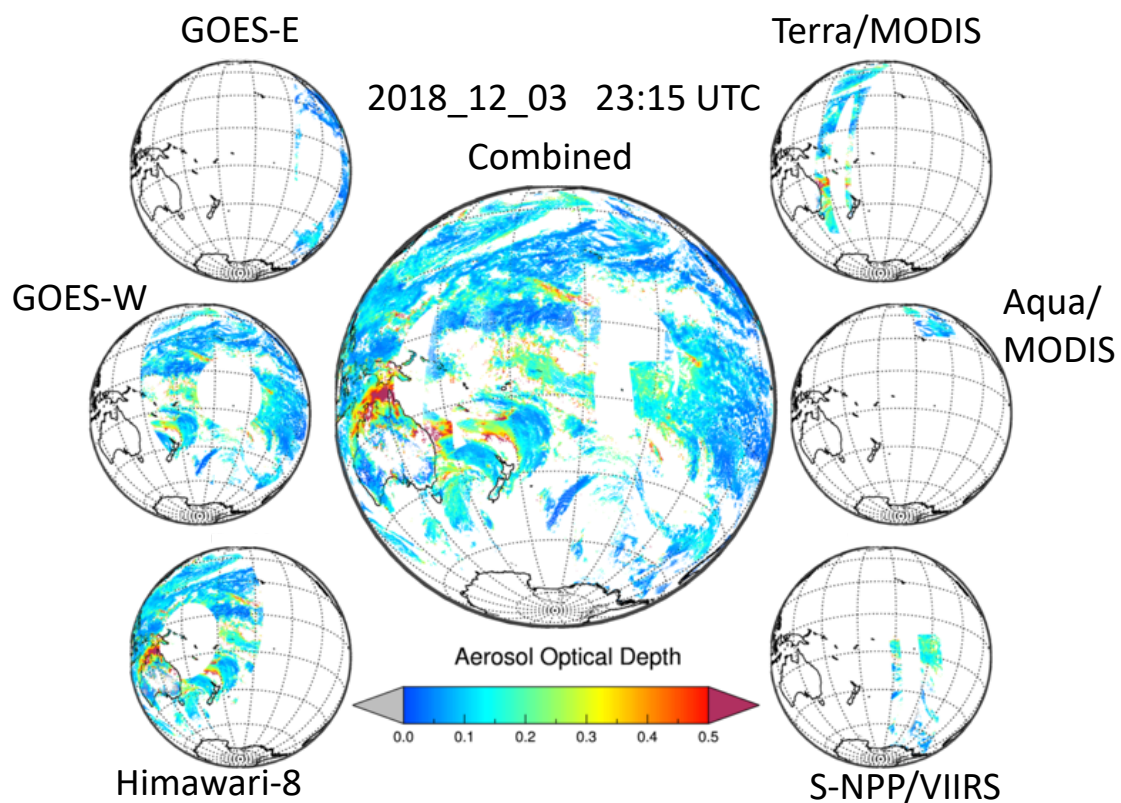 GOES-E
Terra/MODIS
2018_12_03 23:15 UTC
Combined
GOES-W
Aqua/
MODIS
Aerosol Optical Depth
0.0 0.1 0.2 0.3 0.4 0.5
Himawari-8
S-NPP/VIIRS